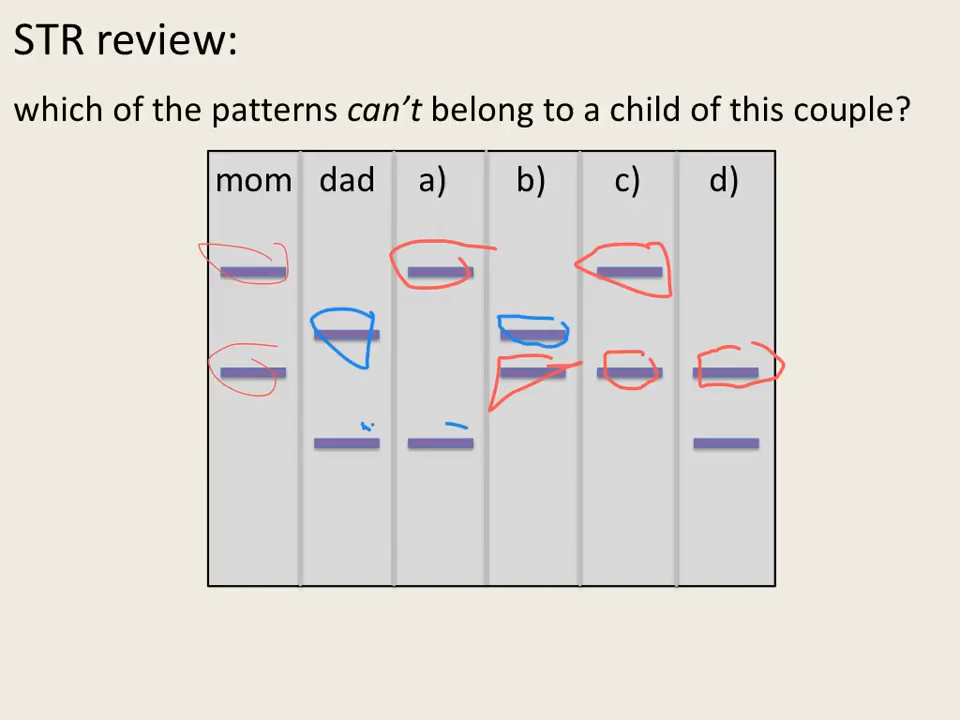 STR review:
which of the patterns can't belong to a child of this couple?
mom dad a) b) c) d)